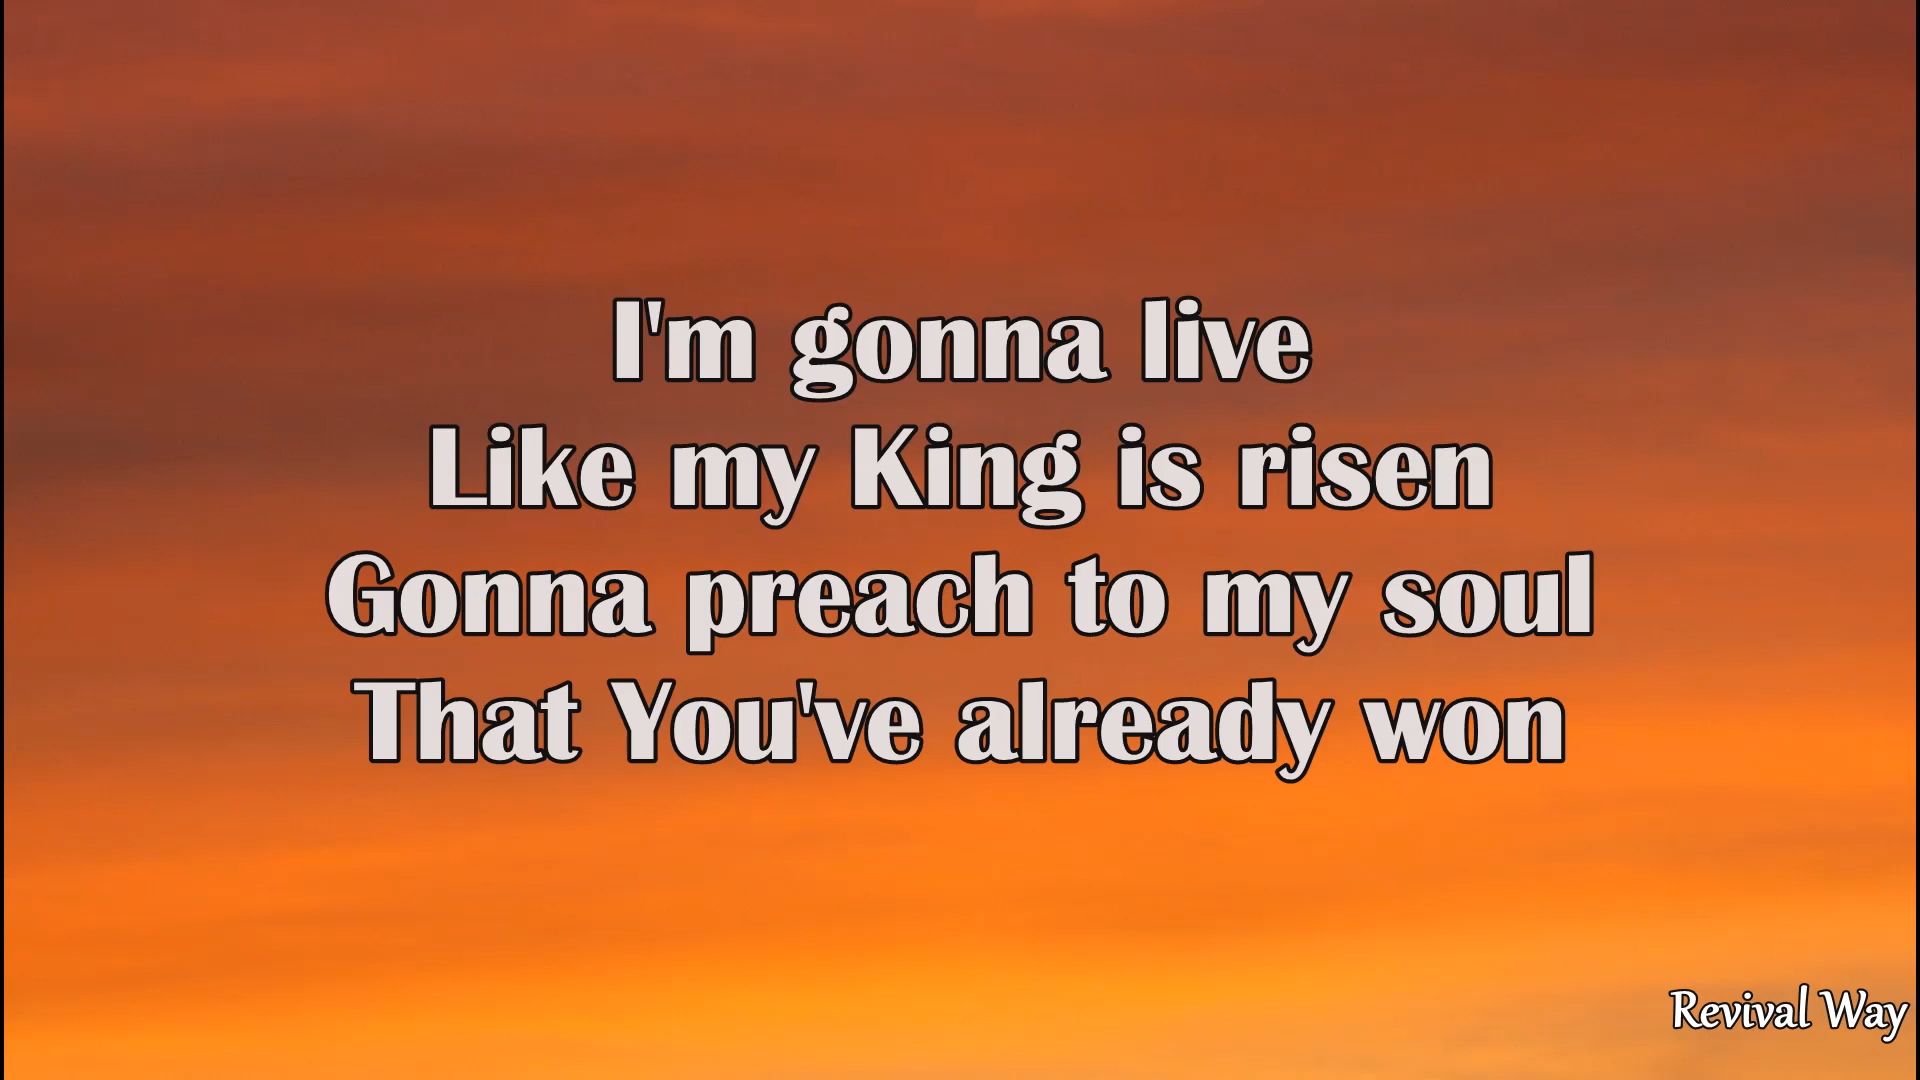 I'm gonna live
Like my King is risen
Gonna preach to my soul
That You've already won
Revival Way